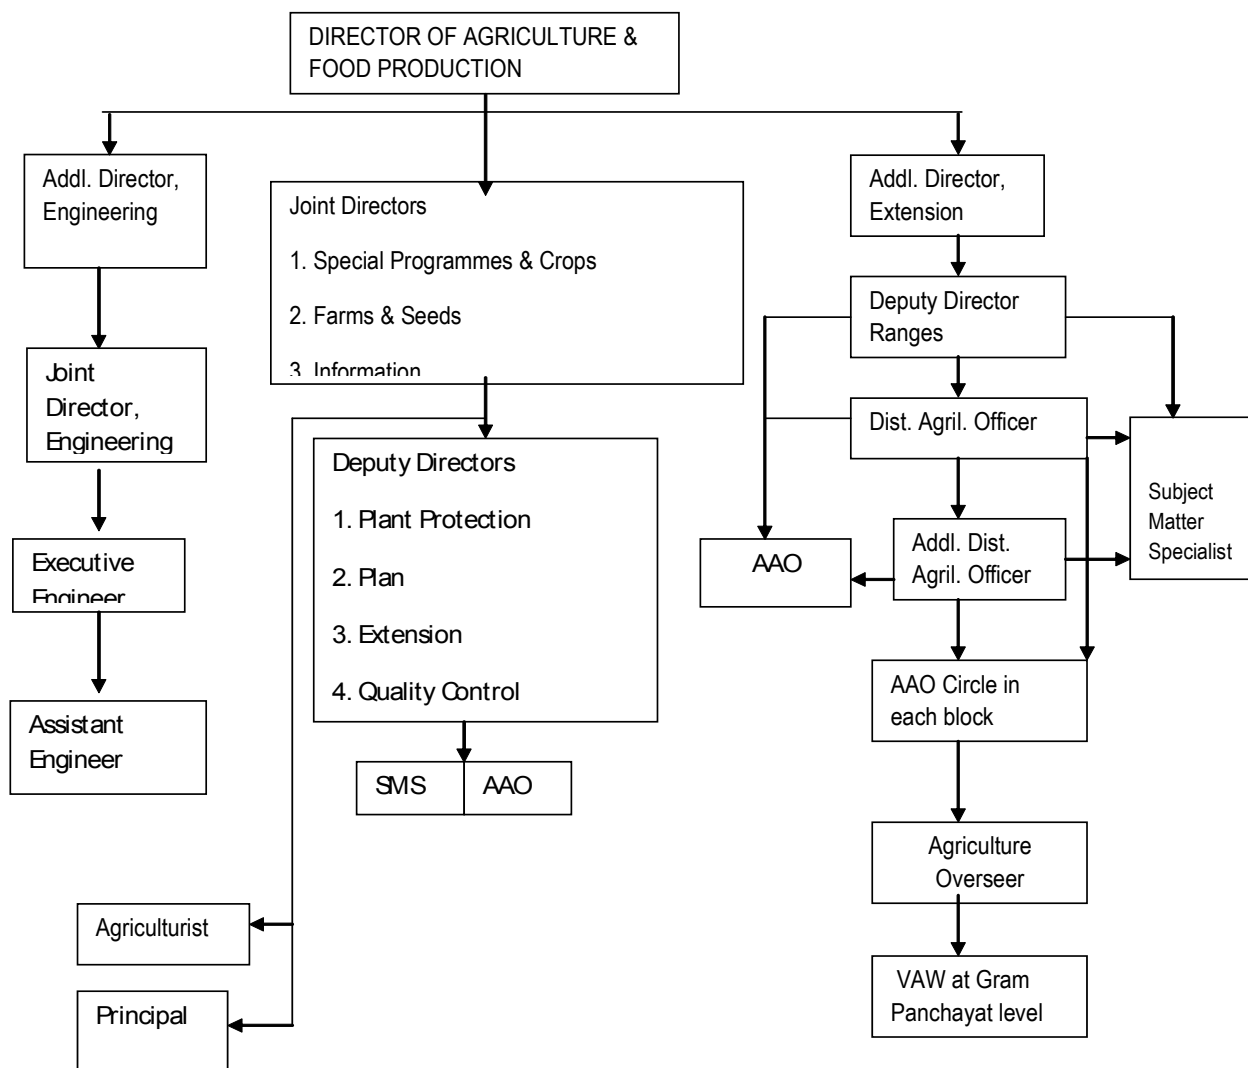 DIRECTOR OF AGRICULTURE &
FOOD PRODUCTION
Addl. Director,
Engineering
Joint Directors
1. Special Programmes & Crops
2. Farms & Seeds
3. Information
Addl. Director,
Extension
Deputy Director
Ranges
Joint
Director,
Engineering
Dist. Agril. Officer
Deputy Directors
1. Plant Protection
2. Plan
3. Extension
4. Quality Control
Subject
Matter
Specialist
Executive
Engineer
AAO
Addl. Dist.
Agril. Officer
Assistant
Engineer
AAO Circle in
each block
SMS
AAO
Agriculture
Overseer
Agriculturist
VAW at Gram
Panchayat level
Principal